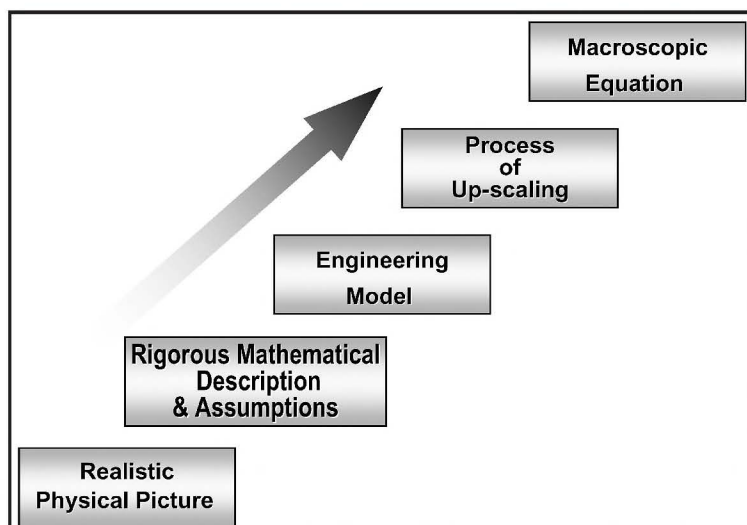 Macroscopic
Equation
Process
of
Up-scaling
Engineering
Model
Rigorous Mathematical
Description
& Assumptions
Realistic
Physical Picture